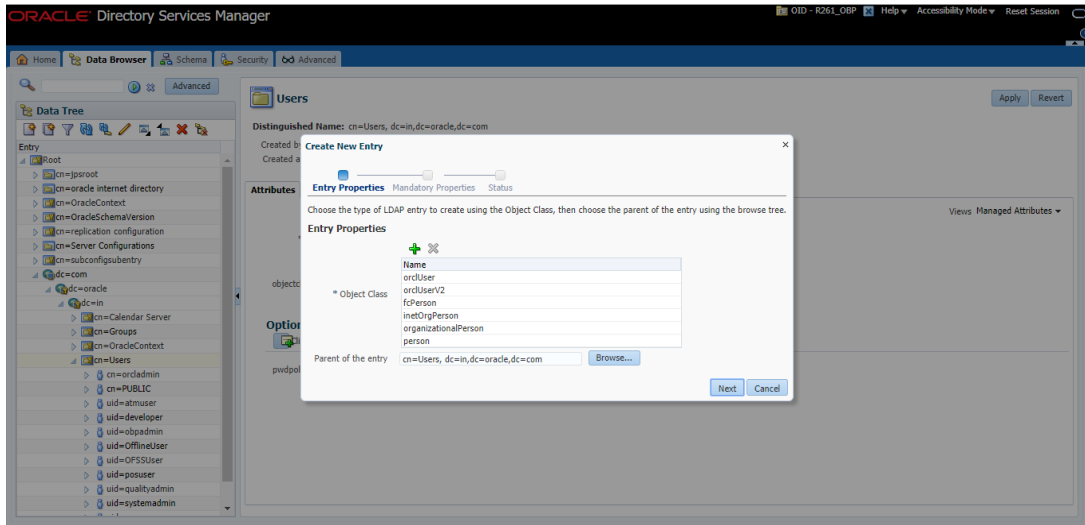 ORACLE Directory Services Manager
OID - R261_OBP Help Accessibility Mode Reset Session
Home Data Browser Schema Security Advanced
Advanced
Data Tree
Entry
Root
cn=jpsroot
cn=oracle internet directory
cn=OracleContext
cn=OracleSchemaVersion
cn=replication configuration
cn=Server Configurations
cn=subconfigsubentry
dc=com
dc=oracle
dc=in
cn=Calendar Server
cn=Groups
cn=OracleContext
cn=Users
cn=orcladmin
cn=PUBLIC
uid=atmuser
uid=developer
uid=obpadmin
uid=OfflineUser
uid=OFSSUser
uid=posuser
uid=qualityadmin
uid=systemadmin
Users
Apply Revert
Distinguished Name: cn=Users, dc=in,dc=oracle,dc=com
Created b
Created a
Attributes
Views Managed Attributes
objectc
Option
pwdpol
Create New Entry
Entry Properties Mandatory Properties Status
Choose the type of LDAP entry to create using the Object Class, then choose the parent of the entry using the browse tree.
Entry Properties
* Object Class
Name
orclUser
orclUserV2
fcPerson
inetOrgPerson
organizationalPerson
person
Parent of the entry cn=Users, dc=in,dc=oracle,dc=com Browse...
Next Cancel